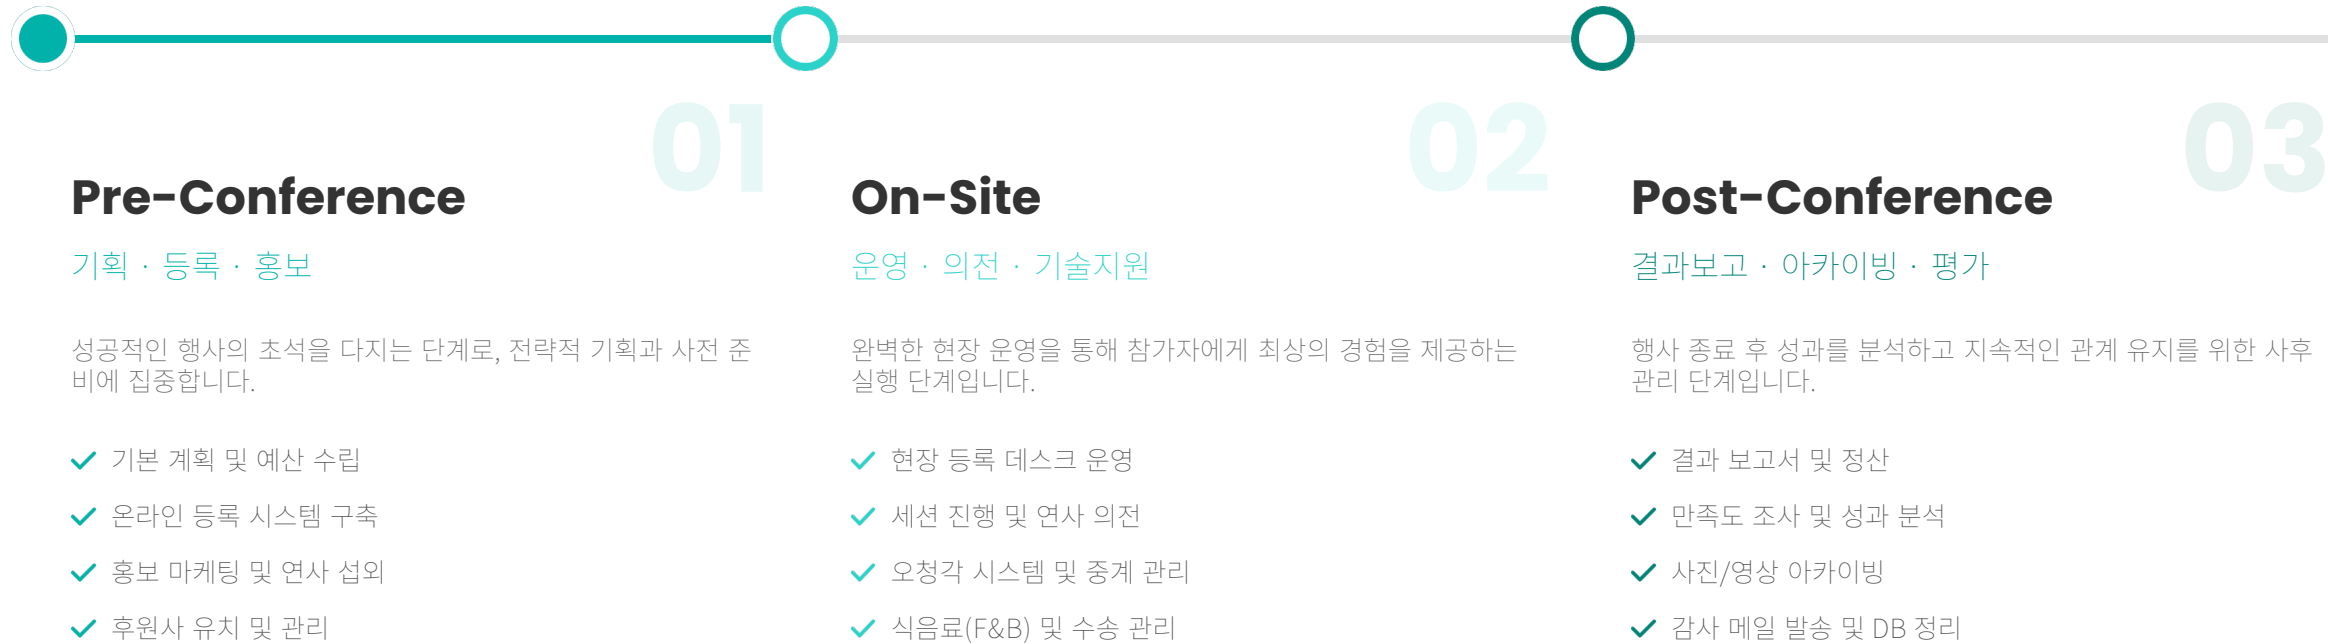 01
Pre-Conference
기획 · 등록 · 홍보
성공적인 행사의 초석을 다지는 단계로, 전략적 기획과 사전 준
비에 집중합니다.
기본 계획 및 예산 수립
온라인 등록 시스템 구축
홍보 마케팅 및 연사 섭외
후원사 유치 및 관리
02
On-Site
운영 · 의전 · 기술지원
완벽한 현장 운영을 통해 참가자에게 최상의 경험을 제공하는
실행 단계입니다.
현장 등록 데스크 운영
세션 진행 및 연사 의전
오청각 시스템 및 중계 관리
식음료(F&B) 및 수송 관리
03
Post-Conference
결과보고 · 아카이빙 · 평가
행사 종료 후 성과를 분석하고 지속적인 관계 유지를 위한 사후
관리 단계입니다.
결과 보고서 및 정산
만족도 조사 및 성과 분석
사진/영상 아카이빙
감사 메일 발송 및 DB 정리